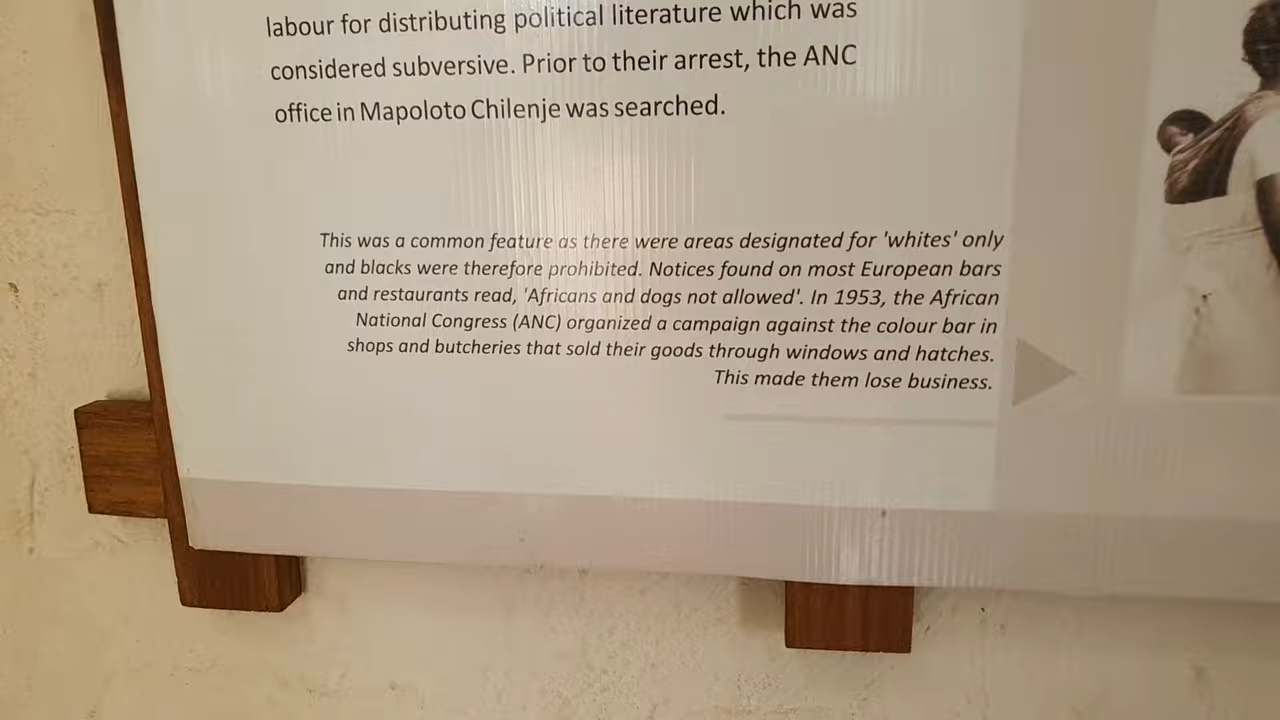 labour for distributing political literature which was
considered subversive. Prior to their arrest, the ANC
office in Mapoloto Chilenje was searched.
This was a common feature as there were areas designated for 'whites' only
and blacks were therefore prohibited. Notices found on most European bars
and restaurants read, 'Africans and dogs not allowed'. In 1953, the African
National Congress (ANC) organized a campaign against the colour bar in
shops and butcheries that sold their goods through windows and hatches.
This made them lose business.